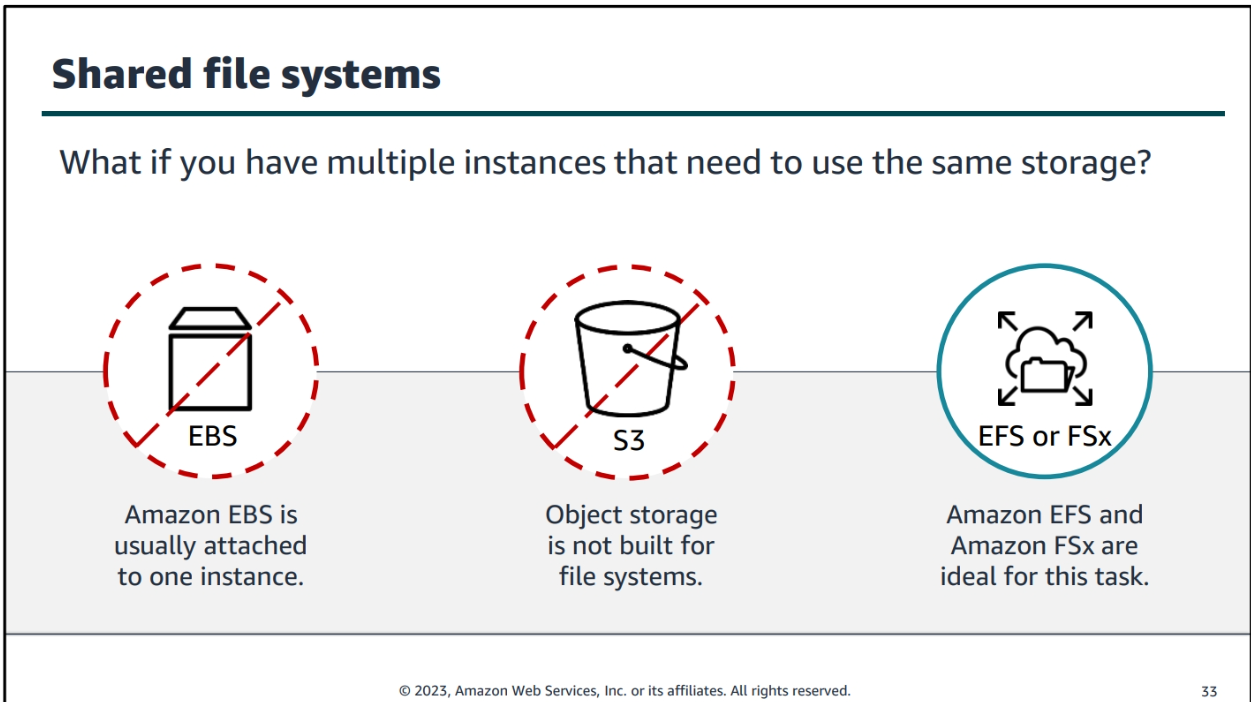 Shared file systems
What if you have multiple instances that need to use the same storage?
EBS
Amazon EBS is
usually attached
to one instance.
S3
Object storage
is not built for
file systems.
EFS or FSx
Amazon EFS and
Amazon FSx are
ideal for this task.
© 2023, Amazon Web Services, Inc. or its affiliates. All rights reserved.
33